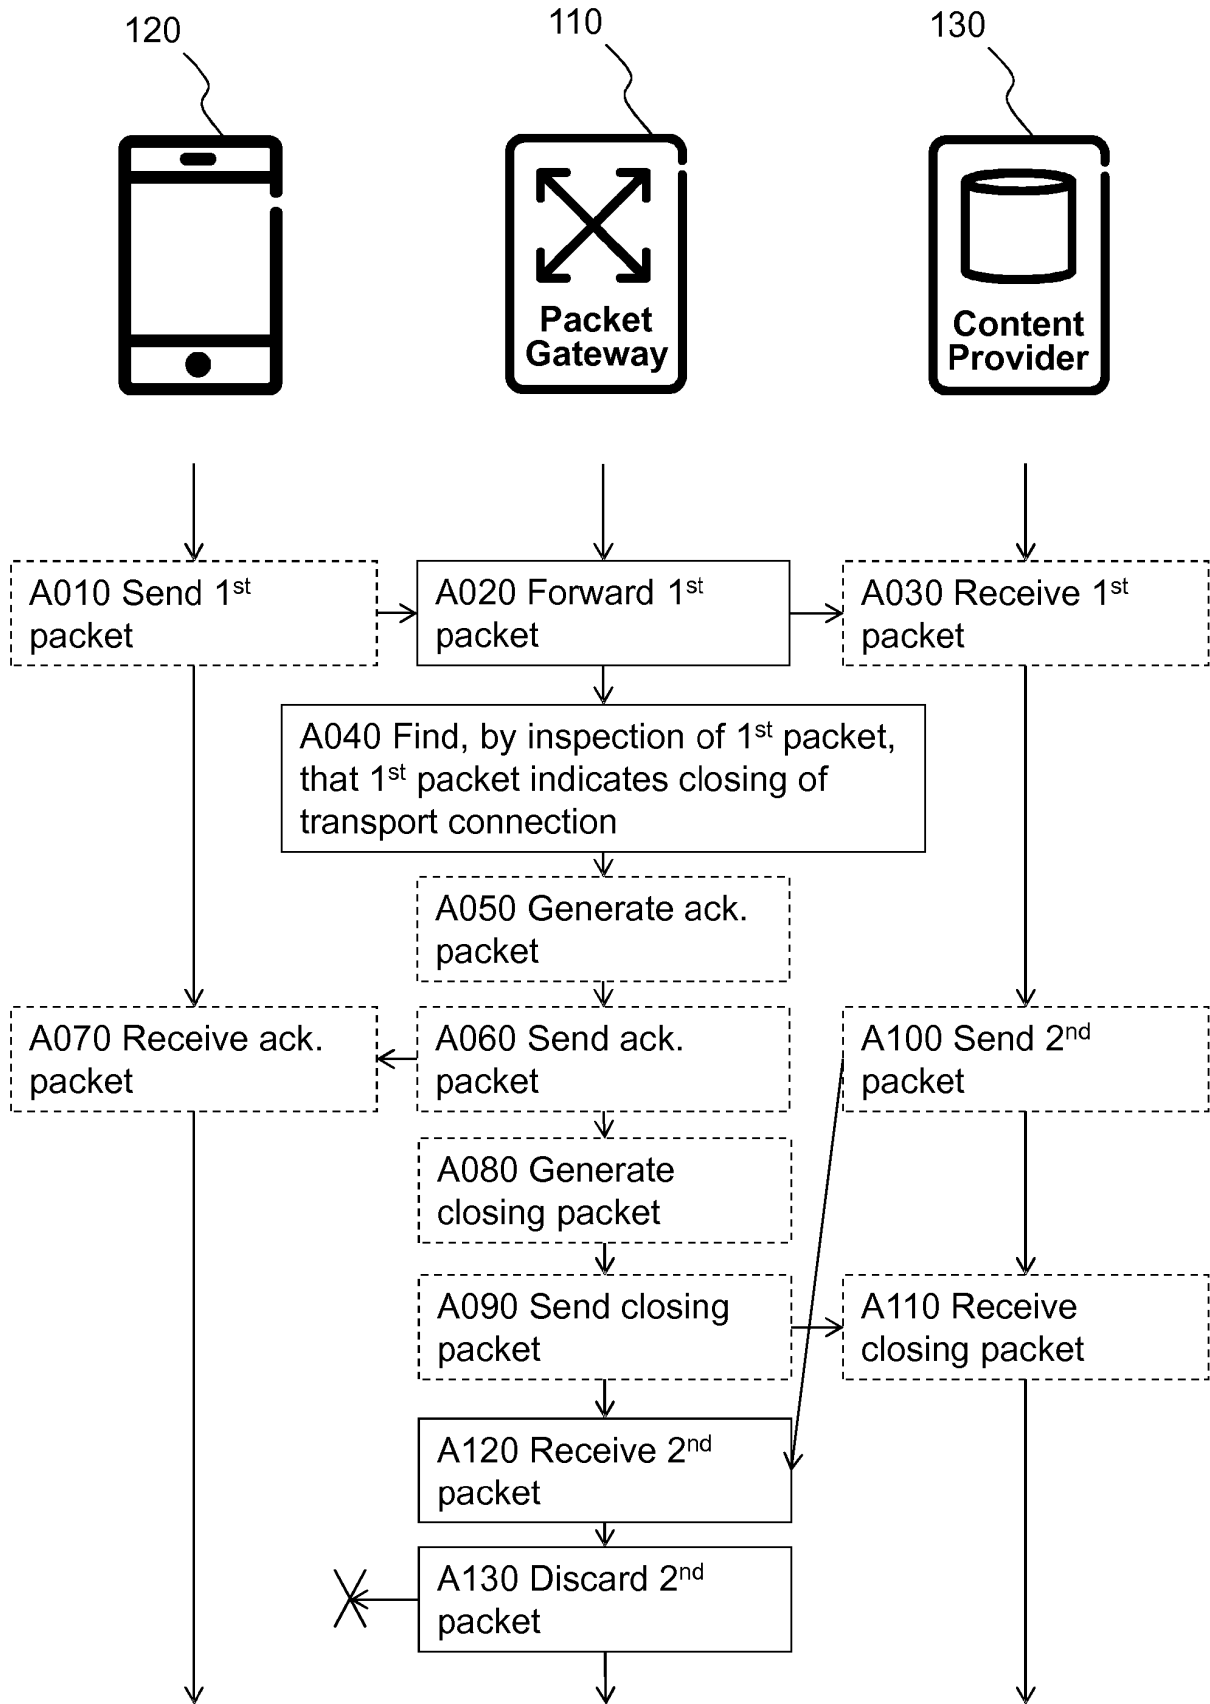 120
110
130
Packet
Gateway
Content
Provider
A010 Send 1st
packet
A020 Forward 1st
packet
A030 Receive 1st
packet
A040 Find, by inspection of 1st packet,
that 1st packet indicates closing of
transport connection
A050 Generate ack.
packet
A070 Receive ack.
packet
A060 Send ack.
packet
A100 Send 2nd
packet
A080 Generate
closing packet
A090 Send closing
packet
A110 Receive
closing packet
A120 Receive 2nd
packet
A130 Discard 2nd
packet